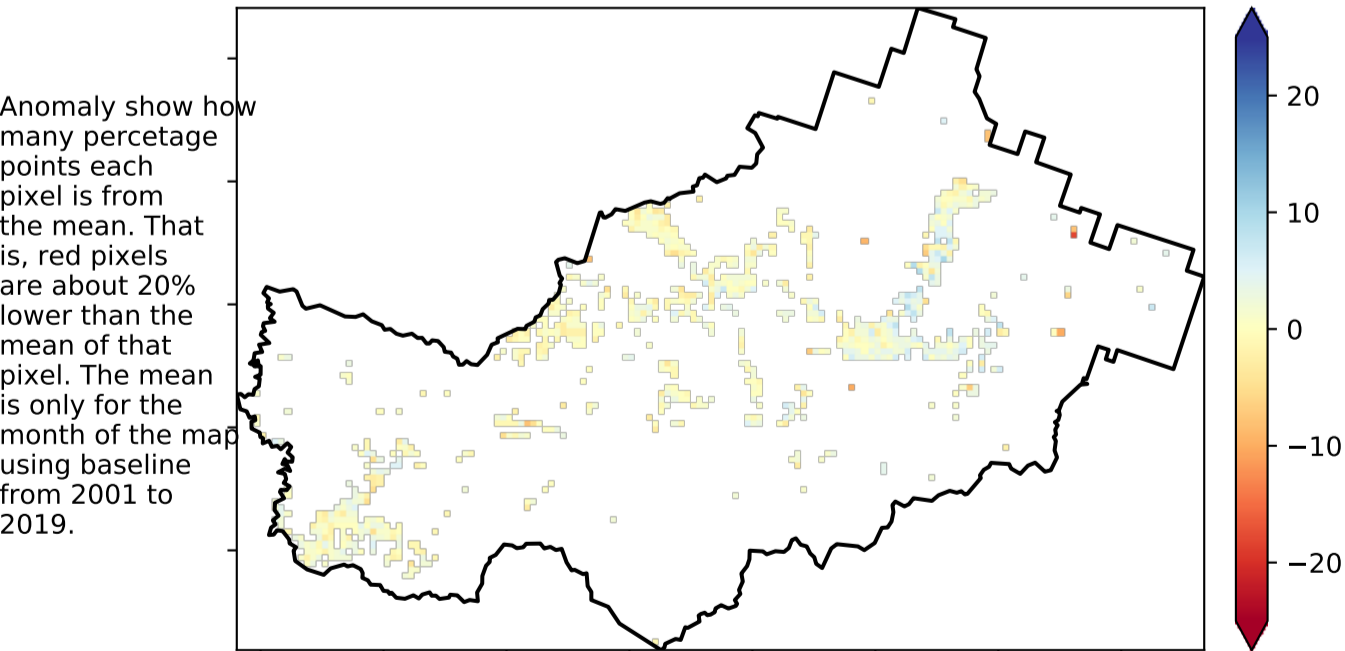 Anomaly show how
many percetage
points each
pixel is from
the mean. That
is, red pixels
are about 20%
lower than the
mean of that
pixel. The mean
is only for the
month of the map
using baseline
from 2001 to
2019.
20
10
0
−10
−20